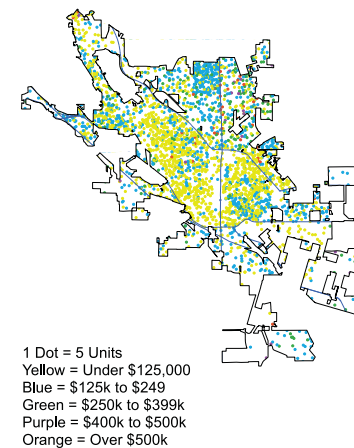 1 Dot = 5 Units
Yellow = Under $125,000
Blue = $125k to $249
Green = $250k to $399k
Purple = $400k to $500k
Orange = Over $500k